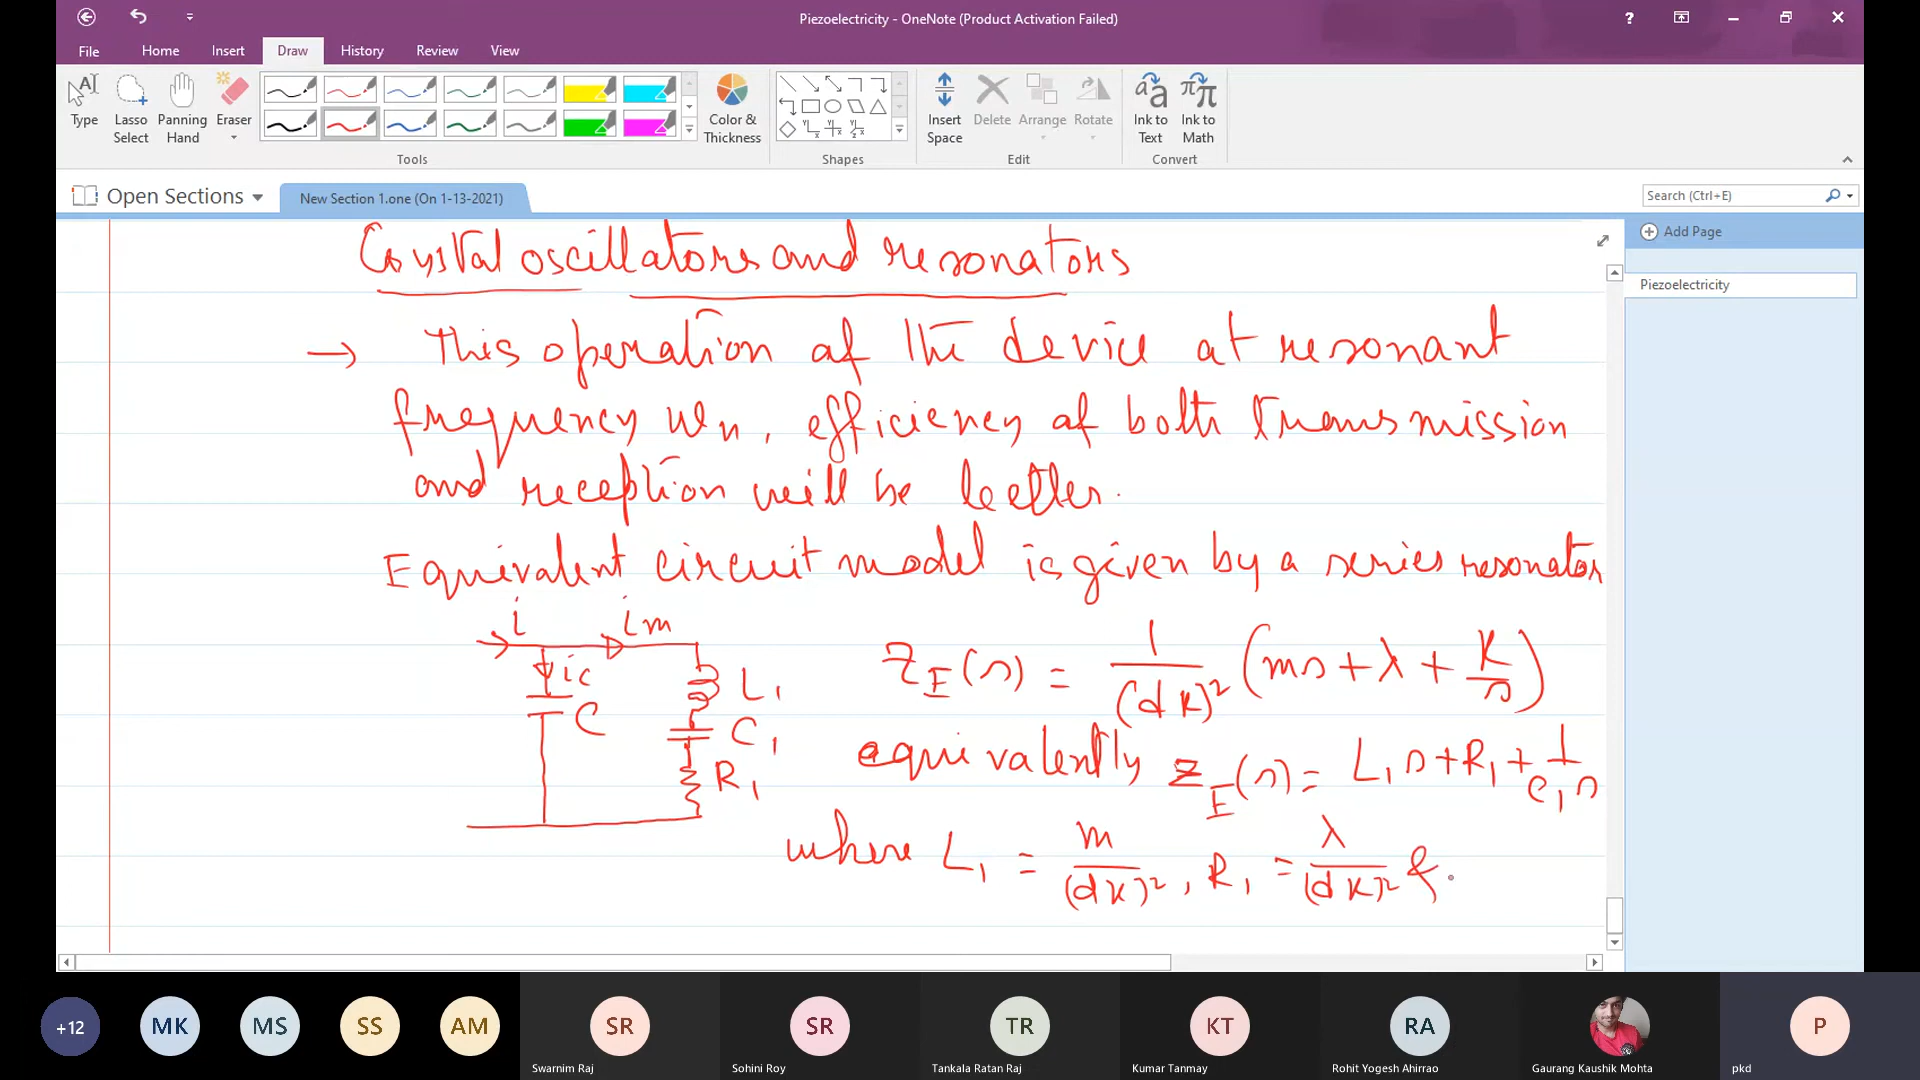 Piezoelectricity - OneNote (Product Activation Failed)
?
File Home Insert Draw History Review View
Type
Lasso Select
Panning Hand
Eraser
Color & Thickness
Insert Space
Delete
Arrange
Rotate
Ink to Text
Ink to Math
Tools
Shapes
Edit
Convert
Open Sections
New Section 1.one (On 1-13-2021)
Search (Ctrl+E)
Add Page
Piezoelectricity
Crystal oscillators and resonators
→ This operation of the device at resonant
frequency wn, efficiency of both transmission
and reception will be better.
Equivalent circuit model is given by a series resonator
i im
ic
C
L1
C1
R1
ZE(s) = 1/(dk)² (ms + λ + k/s)
equivalently ZE(s) = L1 s + R1 + 1/C1 s
where L1 = m/(dk)², R1 = λ/(dk)² &
+12 MK MS SS AM SR SR TR KT RA P
Swarnim Raj
Sohini Roy
Tankala Ratan Raj
Kumar Tanmay
Rohit Yogesh Ahirrao
Gaurang Kaushik Mohta
pkd